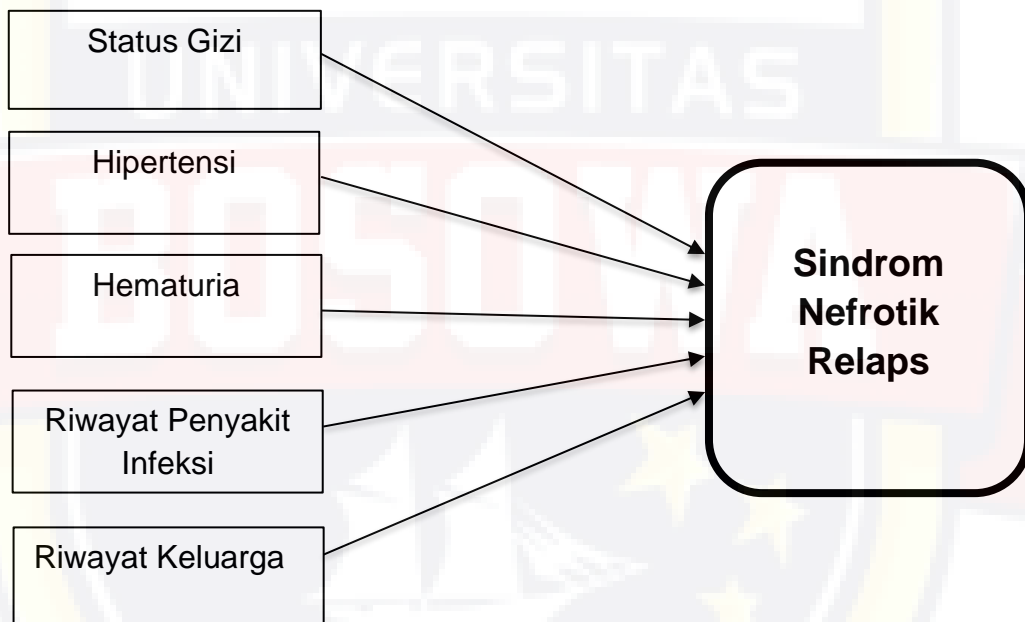 UNIVERSITAS
BOSOWA
Status Gizi
Hipertensi
Hematuria
Riwayat Penyakit
Infeksi
Riwayat Keluarga
Sindrom
Nefrotik
Relaps